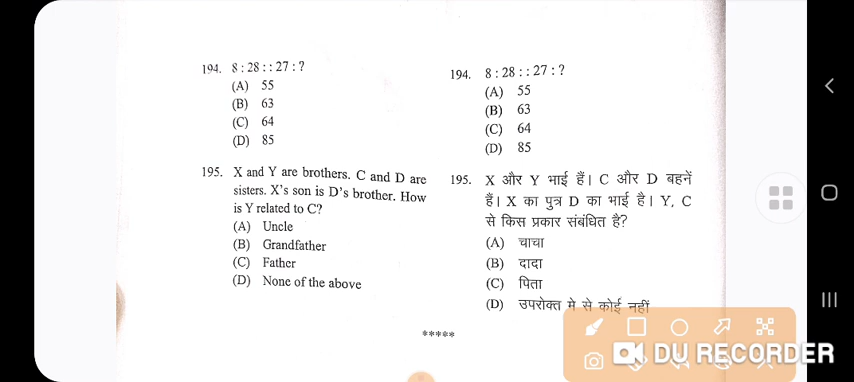 194. 8 : 28 : : 27 : ?
(A) 55
(B) 63
(C) 64
(D) 85
195. X and Y are brothers. C and D are
sisters. X's son is D's brother. How
is Y related to C?
(A) Uncle
(B) Grandfather
(C) Father
(D) None of the above
194. 8 : 28 : : 27 : ?
(A) 55
(B) 63
(C) 64
(D) 85
195. X और Y भाई हैं। C और D बहनें
हैं। X का पुत्र D का भाई है। Y, C
से किस प्रकार संबंधित है?
(A) चाचा
(B) दादा
(C) पिता
(D) उपरोक्त मे से कोई नहीं
*****
DU RECORDER